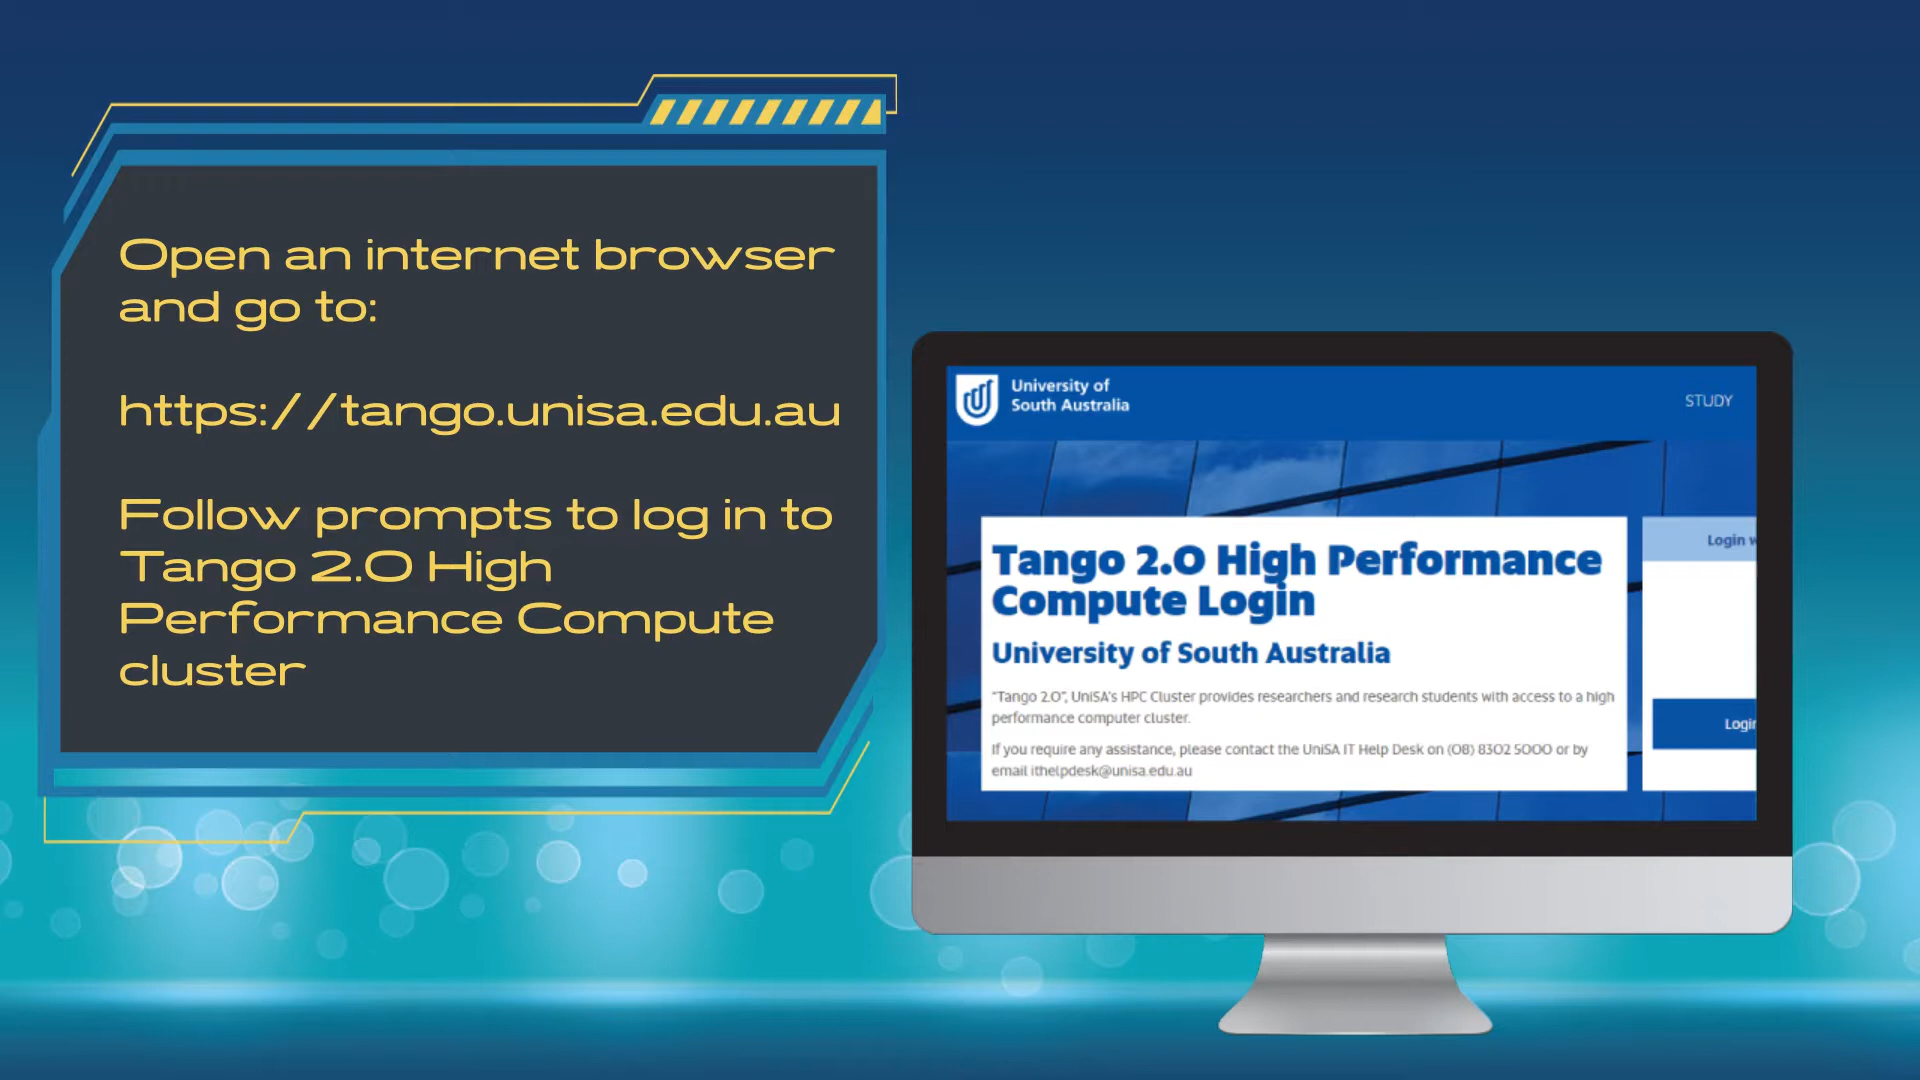 Open an internet browser
and go to:
https://tango.unisa.edu.au
Follow prompts to log in to
Tango 2.0 High
Performance Compute
cluster
University of
South Australia
STUDY
Tango 2.0 High Performance
Compute Login
University of South Australia
"Tango 2.0", UniSA's HPC Cluster provides researchers and research students with access to a high
performance computer cluster.
If you require any assistance, please contact the UniSA IT Help Desk on (08) 8302 5000 or by
email ithelpdesk@unisa.edu.au
Login
Login